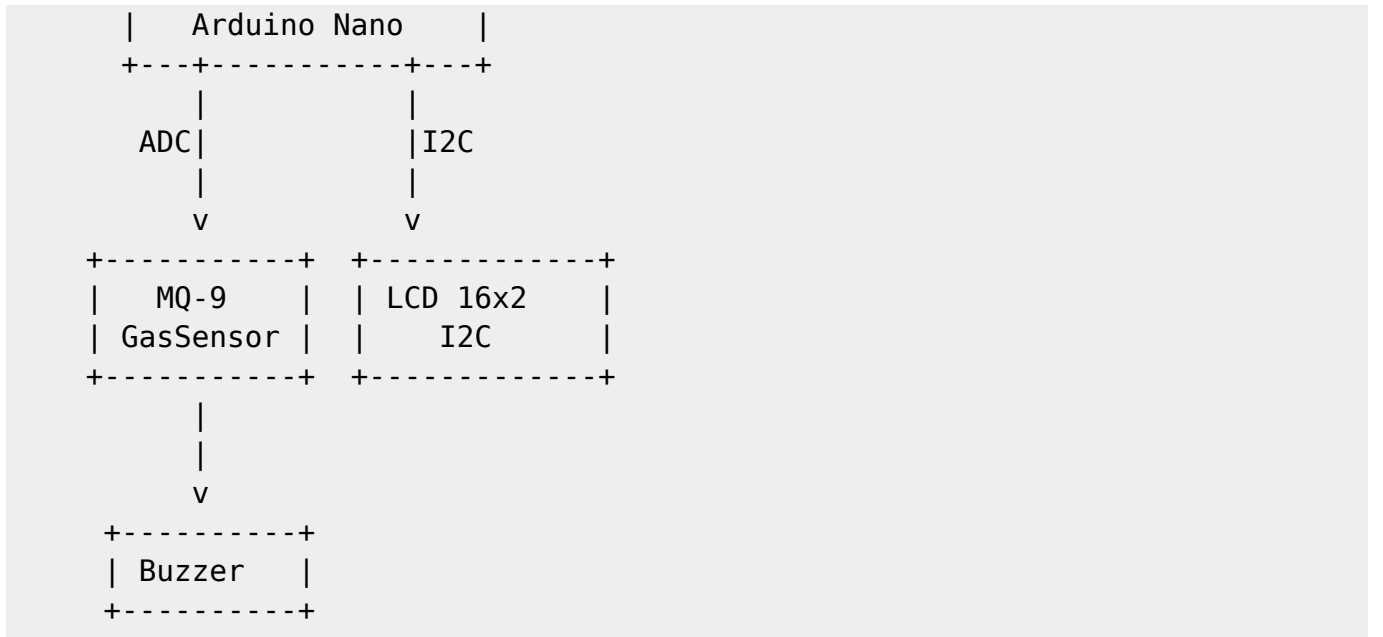 |   Arduino Nano    |
+---+-----------+---+
|           |
ADC|           |I2C
|           |
v           v
+-----------+  +-------------+
|   MQ-9    |  | LCD 16x2    |
| GasSensor |  |    I2C      |
+-----------+  +-------------+
|
|
v
+----------+
| Buzzer   |
+----------+